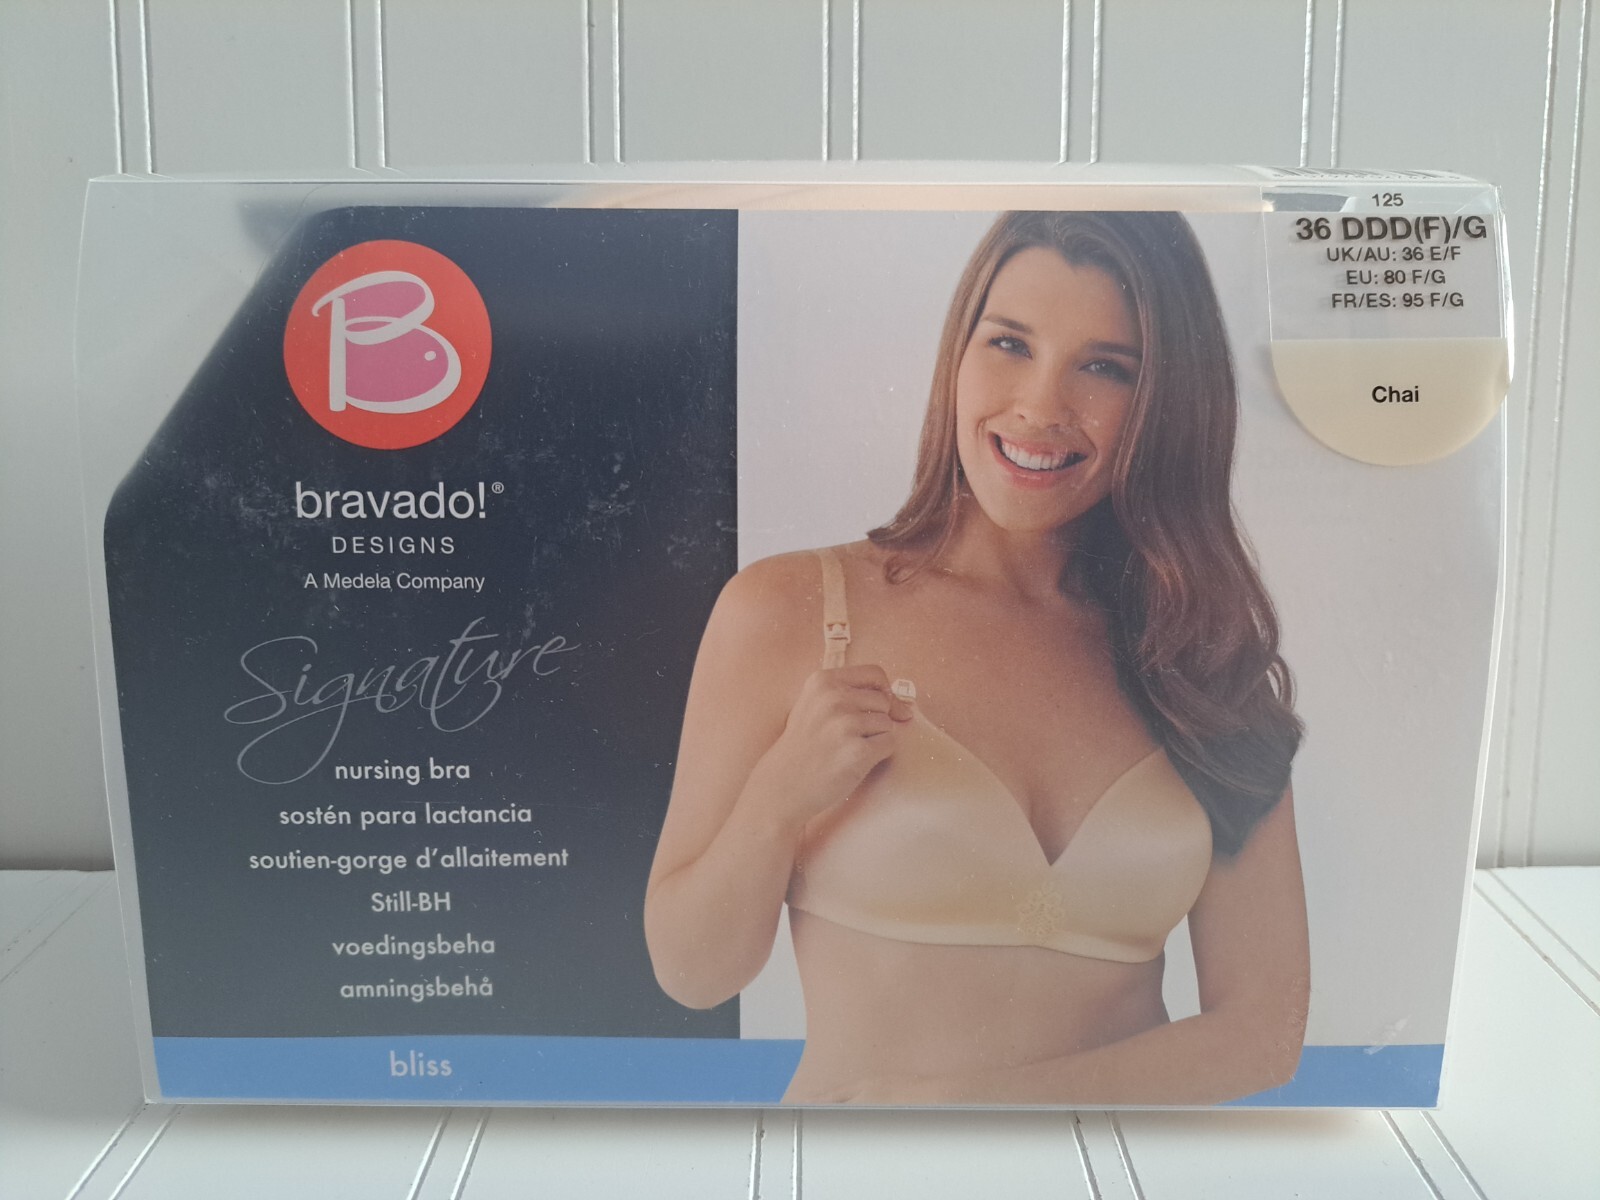 B
bravado!®
DESIGNS
A Medela Company
Signature
nursing bra
sostén para lactancia
soutien-gorge d'allaitement
Still-BH
voedingsbeha
amningsbehå
bliss
125
36 DDD(F)/G
UK/AU: 36 E/F
EU: 80 F/G
FR/ES: 95 F/G
Chai